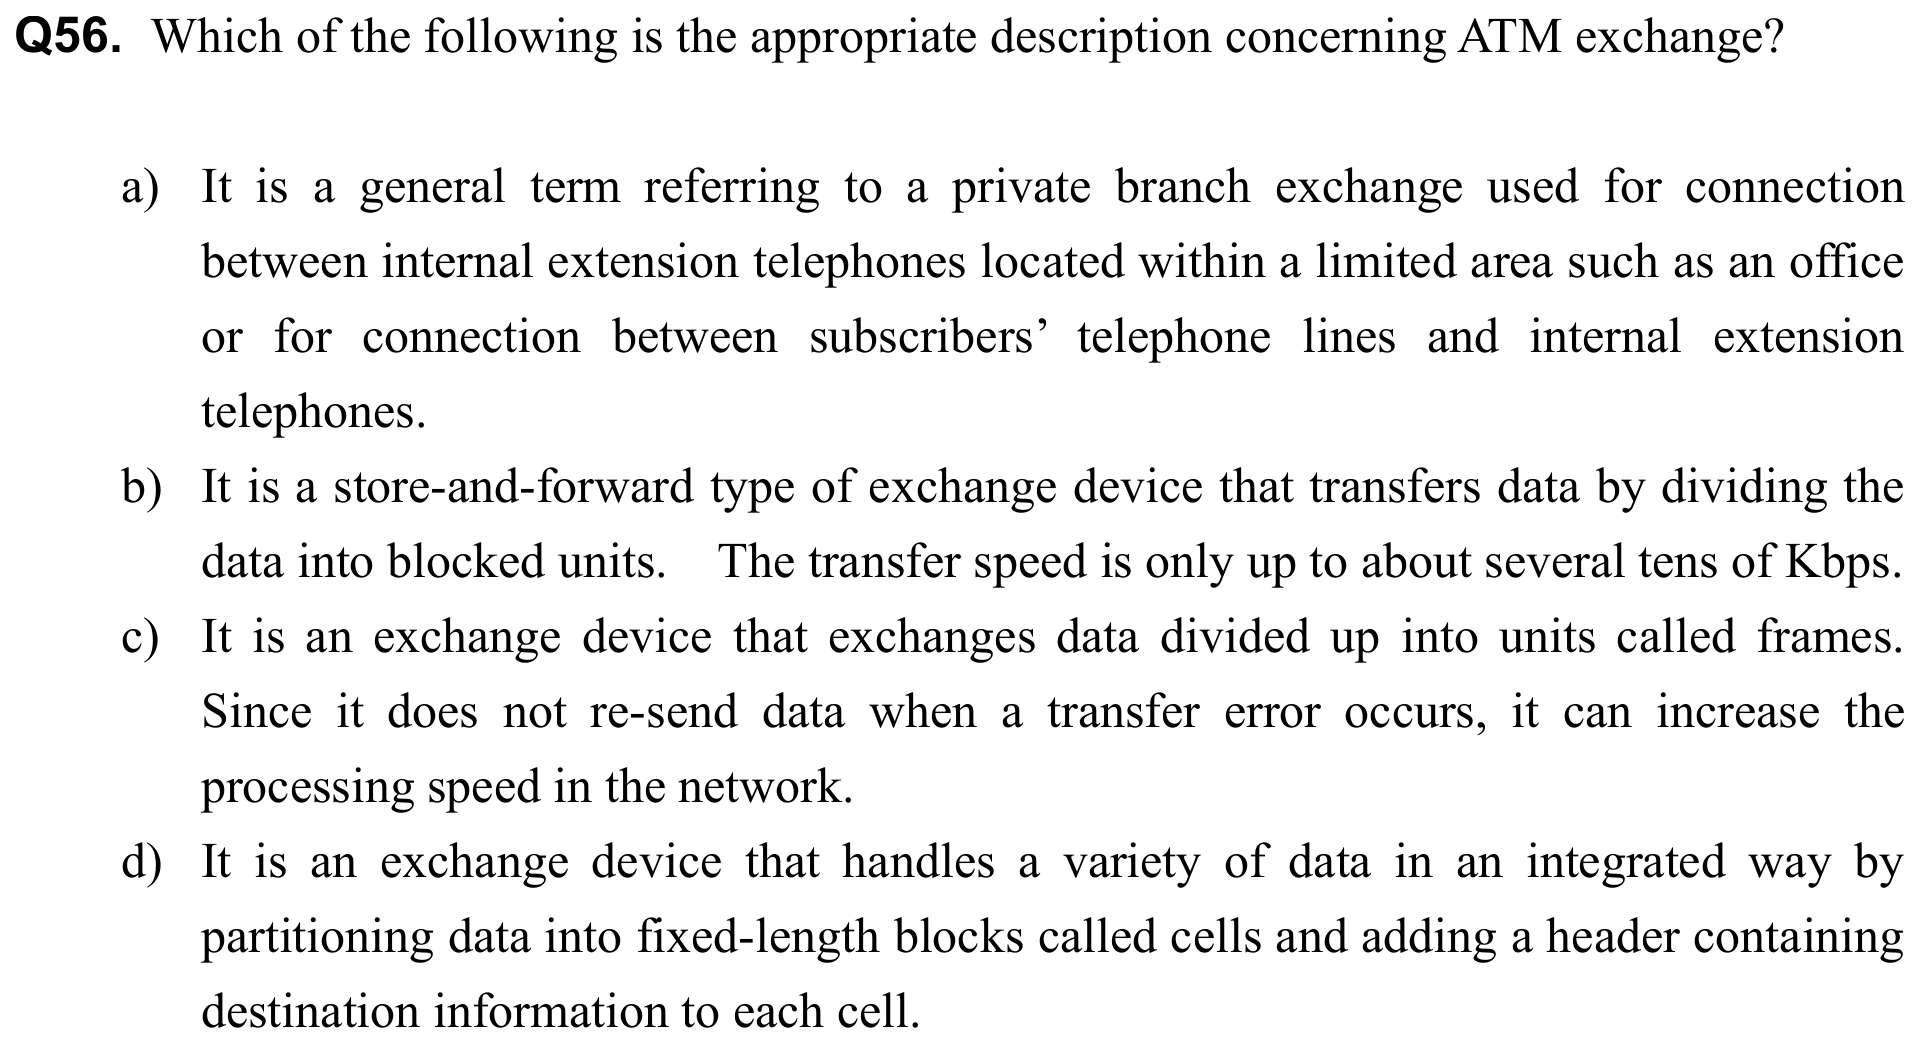 Q56. Which of the following is the appropriate description concerning ATM exchange?
a) It is a general term referring to a private branch exchange used for connection
between internal extension telephones located within a limited area such as an office
or for connection between subscribers’ telephone lines and internal extension
telephones.
b) It is a store-and-forward type of exchange device that transfers data by dividing the
data into blocked units. The transfer speed is only up to about several tens of Kbps.
c) It is an exchange device that exchanges data divided up into units called frames.
Since it does not re-send data when a transfer error occurs, it can increase the
processing speed in the network.
d) It is an exchange device that handles a variety of data in an integrated way by
partitioning data into fixed-length blocks called cells and adding a header containing
destination information to each cell.